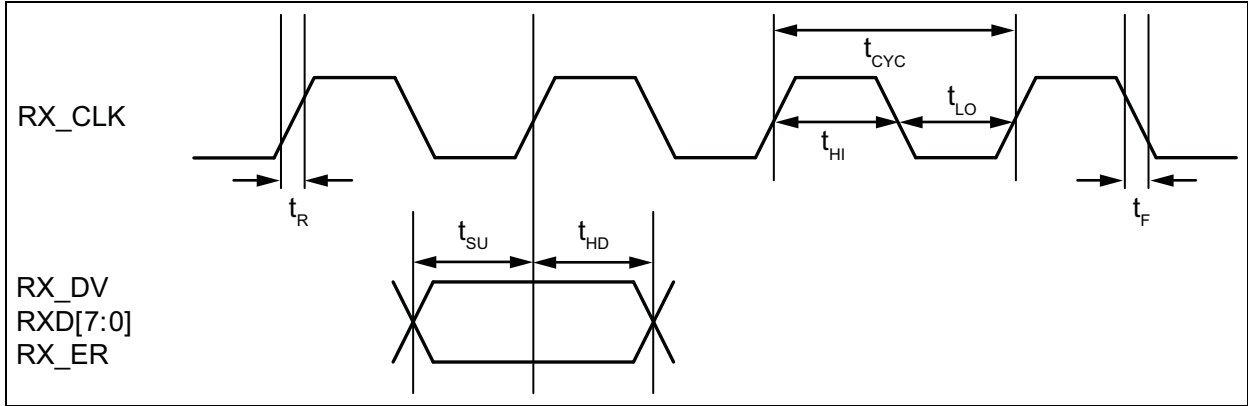 t_CYC
RX_CLK
t_LO
t_HI
t_R
t_F
t_SU
t_HD
RX_DV
RXD[7:0]
RX_ER